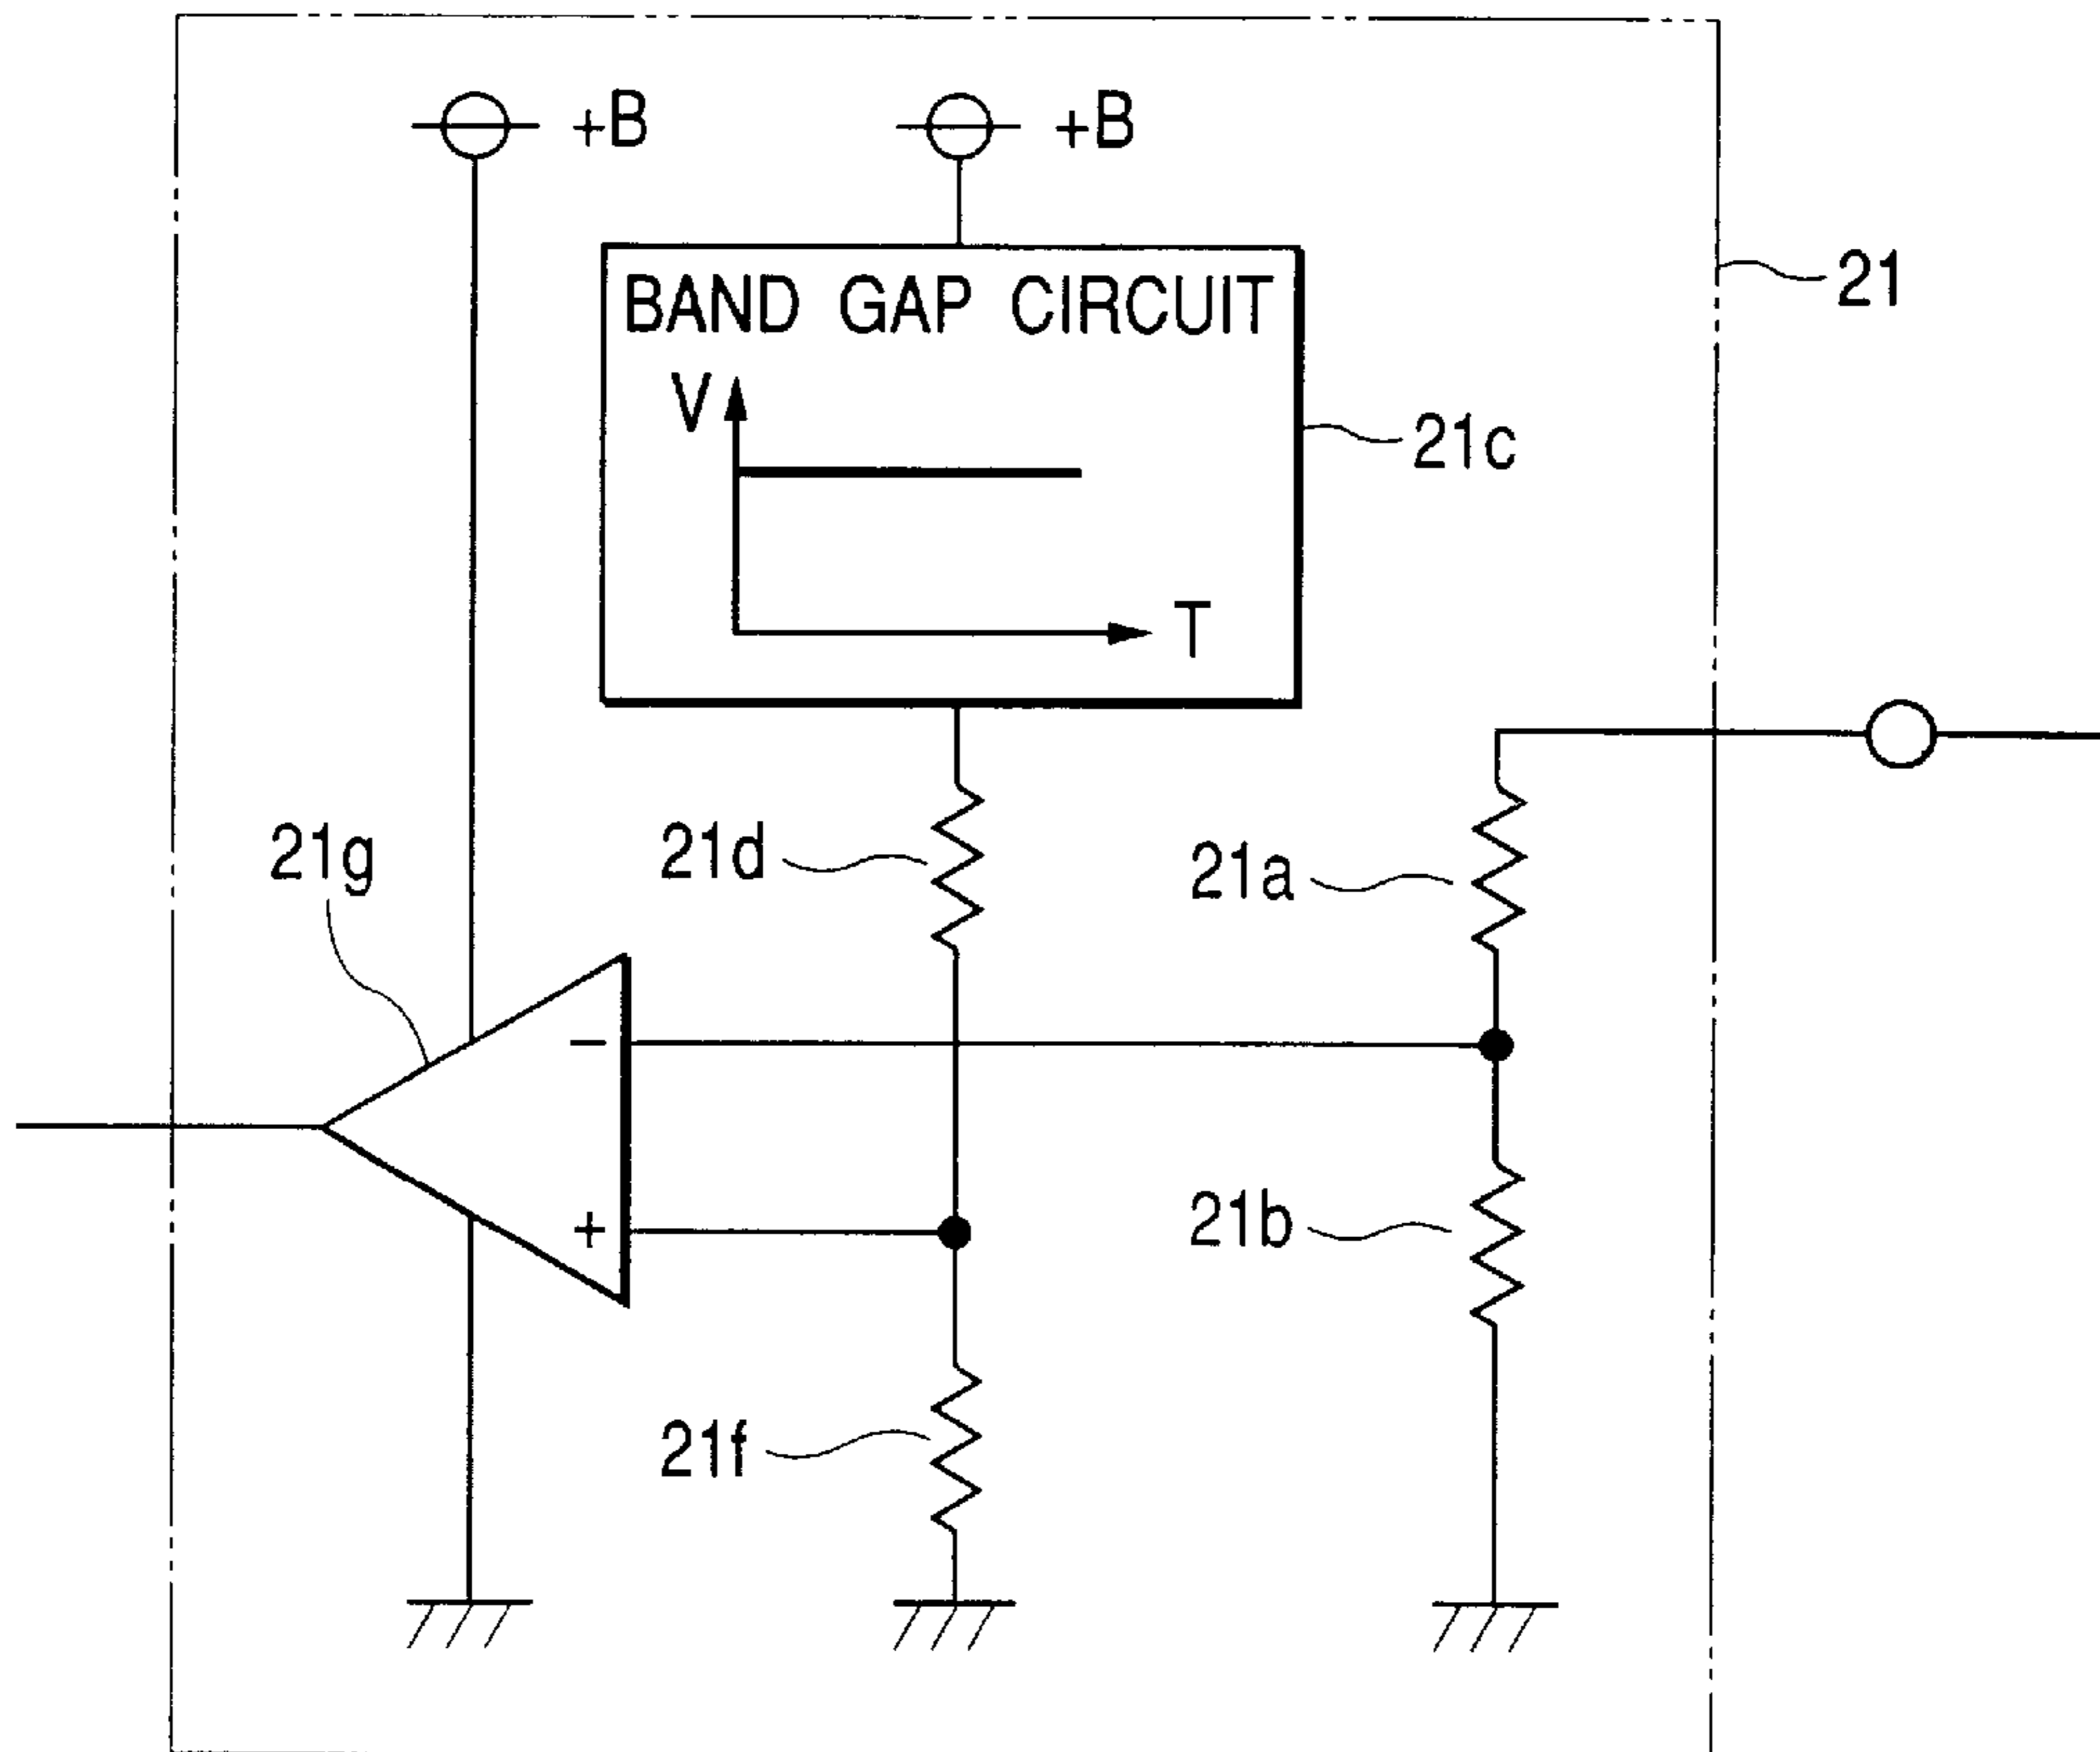 +B
+B
BAND GAP CIRCUIT
21
V
21c
T
21g
21d
21a
−
+
21b
21f